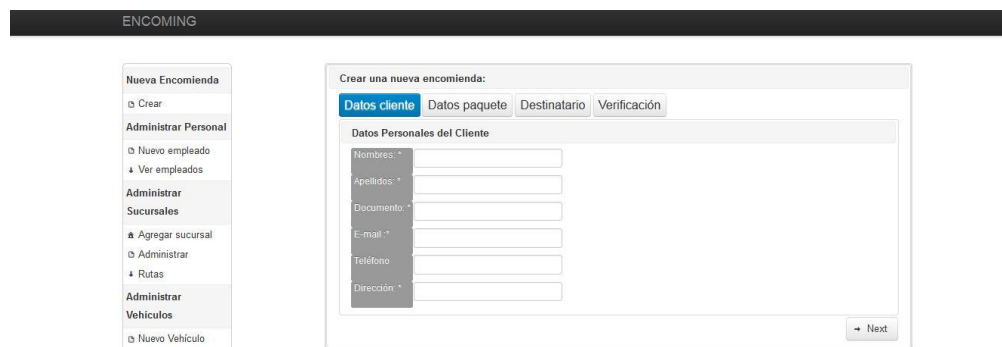 ENCOMING
Nueva Encomienda
Crear
Administrar Personal
Nuevo empleado
Ver empleados
Administrar
Sucursales
Agregar sucursal
Administrar
Rutas
Administrar
Vehículos
Nuevo Vehículo
Crear una nueva encomienda:
Datos cliente Datos paquete Destinatario Verificación
Datos Personales del Cliente
Nombres: *
Apellidos: *
Documento: *
E-mail :*
Teléfono
Dirección: *
Next